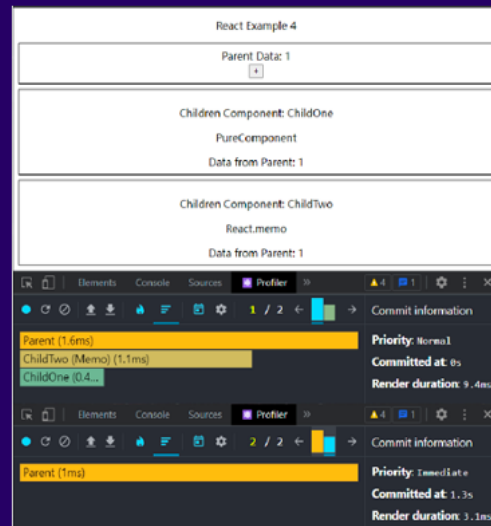 React Example 4
Parent Data: 1
+
Children Component: ChildOne
PureComponent
Data from Parent: 1
Children Component: ChildTwo
React.memo
Data from Parent: 1
Elements Console Sources Profiler » 4 1
1 / 2 Commit information
Parent (1.6ms) Priority: Normal
ChildTwo (Memo) (1.1ms) Committed at: 0s
ChildOne (0.4... Render duration: 9.4ms
Elements Console Sources Profiler » 4 1
2 / 2 Commit information
Parent (1ms) Priority: Immediate
Committed at: 1.3s
Render duration: 3.1ms